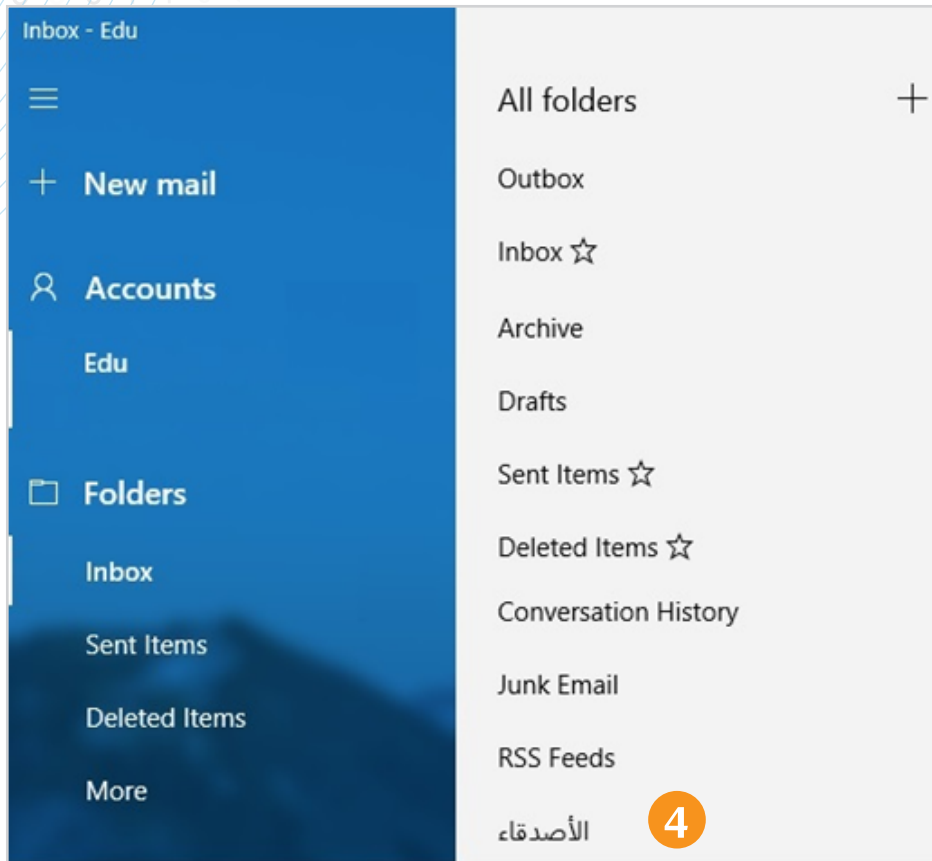 Inbox - Edu
New mail
Accounts
Edu
Folders
Inbox
Sent Items
Deleted Items
More
All folders
Outbox
Inbox
Archive
Drafts
Sent Items
Deleted Items
Conversation History
Junk Email
RSS Feeds
الأصدقاء
4